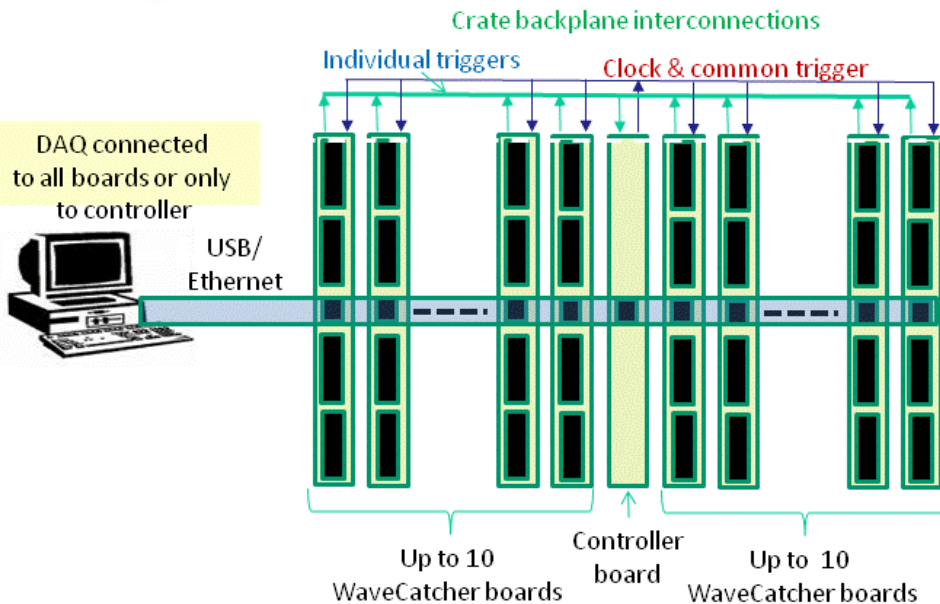 Crate backplane interconnections
Individual triggers
Clock & common trigger
DAQ connected
to all boards or only
to controller
USB/
Ethernet
Up to 10
WaveCatcher boards
Controller
board
Up to 10
WaveCatcher boards